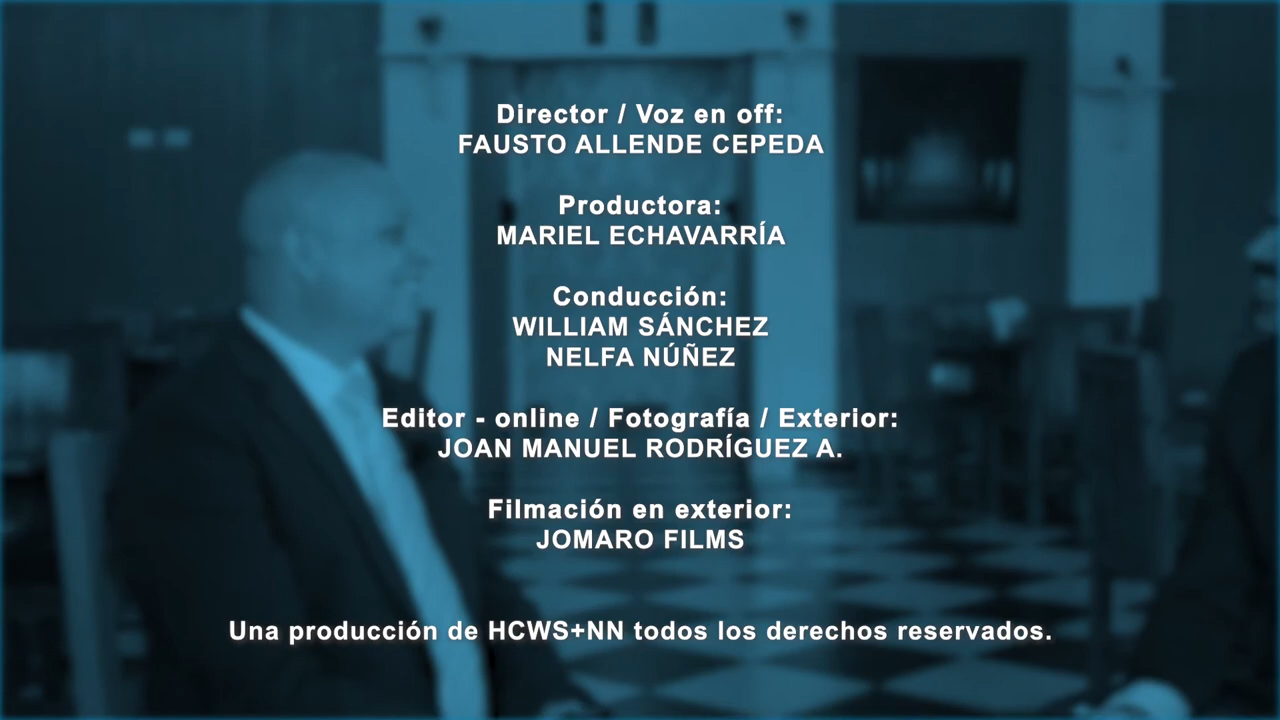 Director / Voz en off:
FAUSTO ALLENDE CEPEDA
Productora:
MARIEL ECHAVARRÍA
Conducción:
WILLIAM SÁNCHEZ
NELFA NÚÑEZ
Editor - online / Fotografía / Exterior:
JOAN MANUEL RODRÍGUEZ A.
Filmación en exterior:
JOMARO FILMS
Una producción de HCWS+NN todos los derechos reservados.